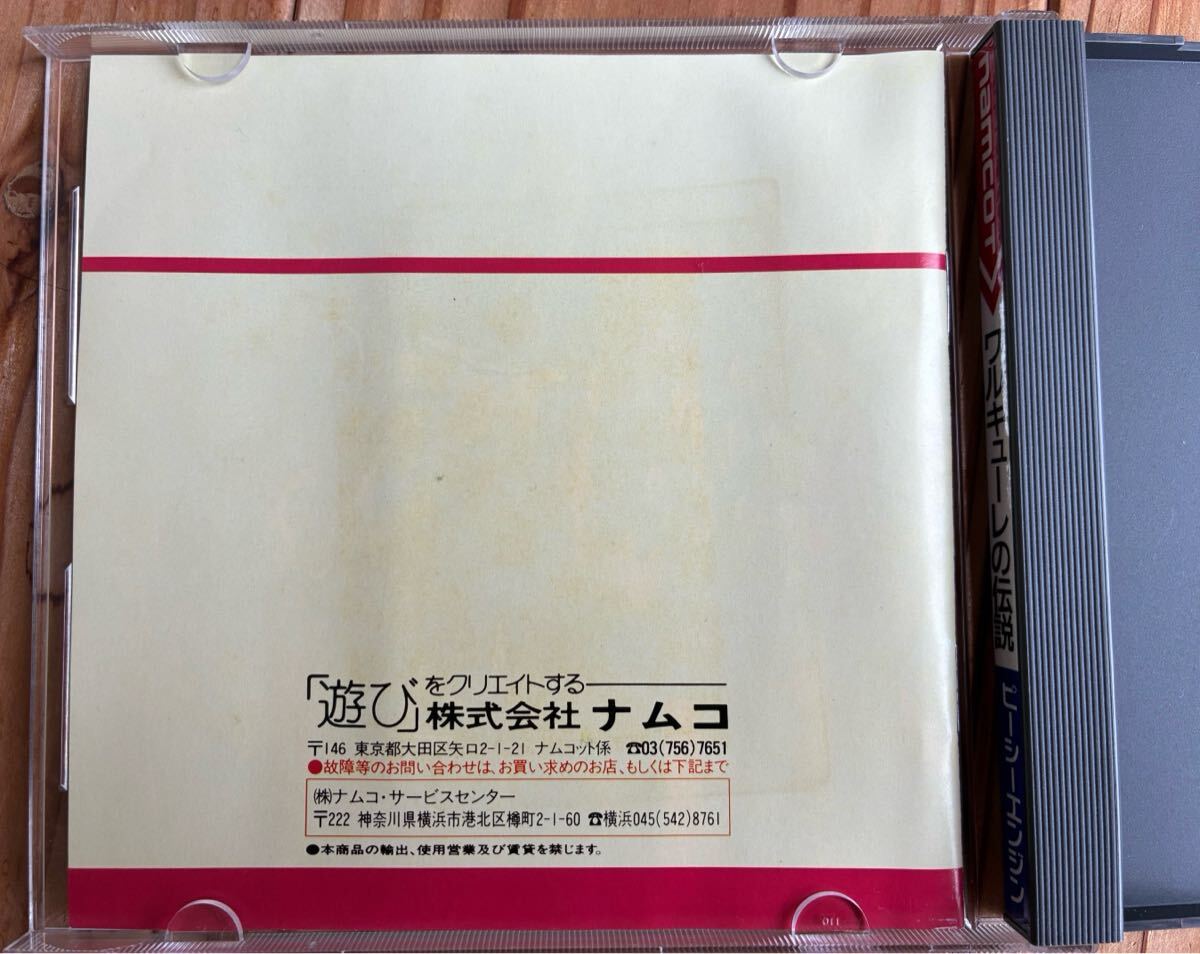 「遊び」をクリエイトする
株式会社ナムコ
〒146 東京都大田区矢口2-1-21 ナムコット係 ☎03(756)7651
●故障等のお問い合わせは、お買い求めのお店、もしくは下記まで
㈱ナムコ・サービスセンター
〒222 神奈川県横浜市港北区樽町2-1-60 ☎横浜045(542)8761
●本商品の輸出、使用営業及び賃貸を禁じます。
namcot
ワルキューレの伝説
ピーシーエンジン